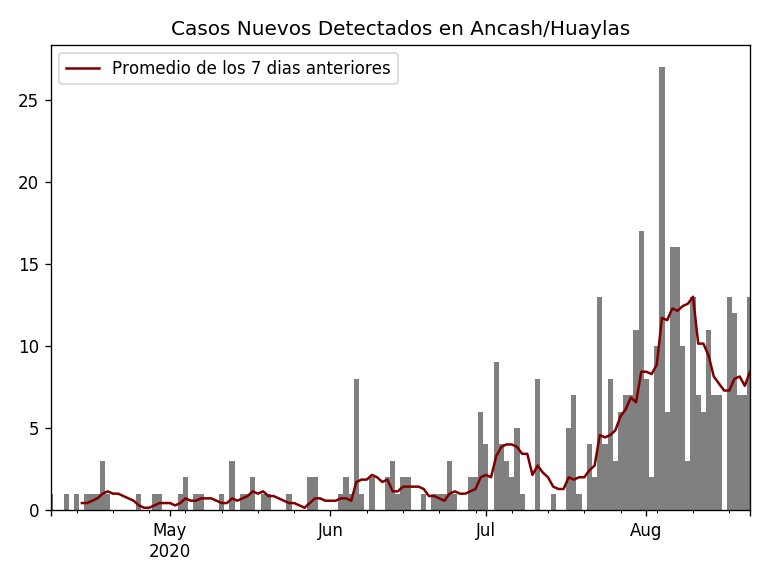 Casos Nuevos Detectados en Ancash/Huaylas
Promedio de los 7 dias anteriores
25
20
15
10
5
0
May
2020
Jun
Jul
Aug